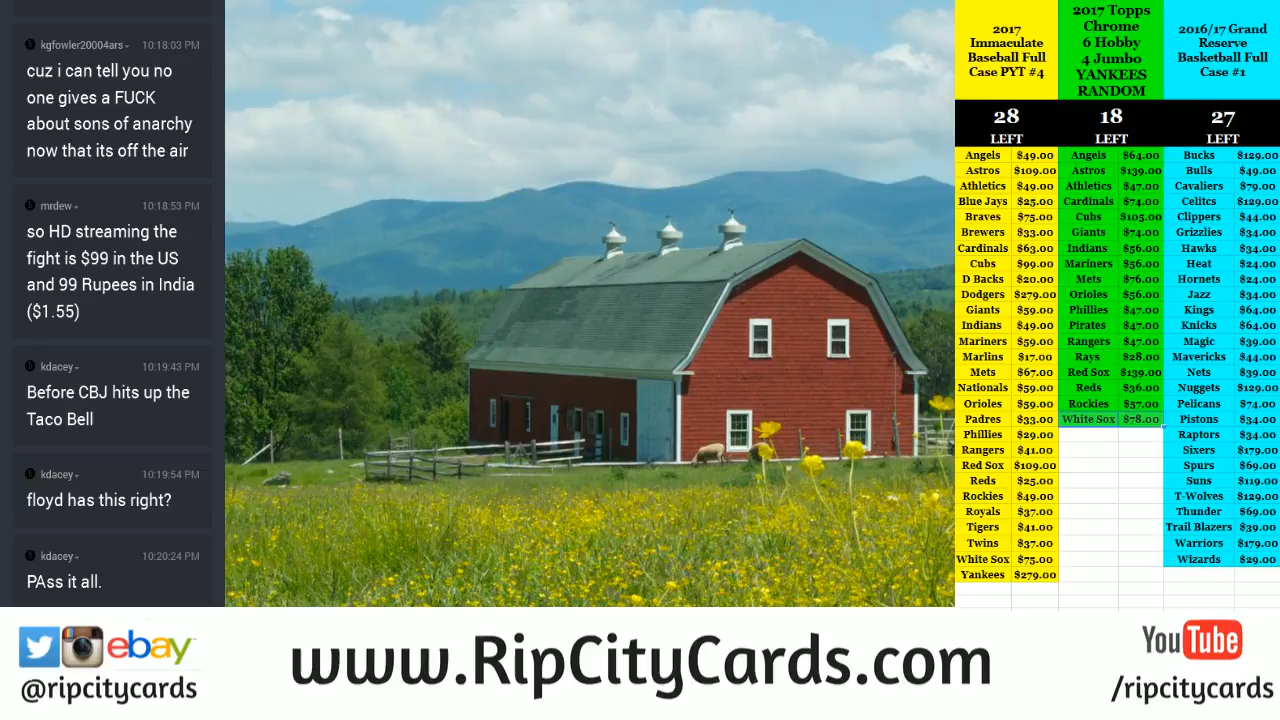 kgfowler20004ars 10:18:03 PM
cuz i can tell you no
one gives a FUCK
about sons of anarchy
now that its off the air
mrdew 10:18:53 PM
so HD streaming the
fight is $99 in the US
and 99 Rupees in India
($1.55)
kdacey 10:19:43 PM
Before CBJ hits up the
Taco Bell
kdacey 10:19:54 PM
floyd has this right?
kdacey 10:20:24 PM
PAss it all.
2017
Immaculate
Baseball Full
Case PYT #4
28
LEFT
Angels $49.00
Astros $109.00
Athletics $49.00
Blue Jays $25.00
Braves $75.00
Brewers $33.00
Cardinals $63.00
Cubs $99.00
D Backs $20.00
Dodgers $279.00
Giants $59.00
Indians $49.00
Mariners $59.00
Marlins $17.00
Mets $67.00
Nationals $59.00
Orioles $59.00
Padres $33.00
Phillies $29.00
Rangers $41.00
Red Sox $109.00
Reds $25.00
Rockies $49.00
Royals $37.00
Tigers $41.00
Twins $37.00
White Sox $75.00
Yankees $279.00
2017 Topps
Chrome
6 Hobby
4 Jumbo
YANKEES
RANDOM
18
LEFT
Angels $64.00
Astros $139.00
Athletics $47.00
Cardinals $74.00
Cubs $105.00
Giants $74.00
Indians $56.00
Mariners $56.00
Mets $76.00
Orioles $56.00
Phillies $47.00
Pirates $47.00
Rangers $47.00
Rays $28.00
Red Sox $139.00
Reds $36.00
Rockies $57.00
White Sox $78.00
2016/17 Grand
Reserve
Basketball Full
Case #1
27
LEFT
Bucks $129.00
Bulls $49.00
Cavaliers $79.00
Celitcs $129.00
Clippers $44.00
Grizzlies $34.00
Hawks $34.00
Heat $24.00
Hornets $24.00
Jazz $34.00
Kings $64.00
Knicks $64.00
Magic $39.00
Mavericks $44.00
Nets $39.00
Nuggets $129.00
Pelicans $74.00
Pistons $34.00
Raptors $34.00
Sixers $179.00
Spurs $69.00
Suns $119.00
T-Wolves $129.00
Thunder $69.00
Trail Blazers $39.00
Warriors $179.00
Wizards $29.00
ebay
@ripcitycards
www.RipCityCards.com
YouTube
/ripcitycards